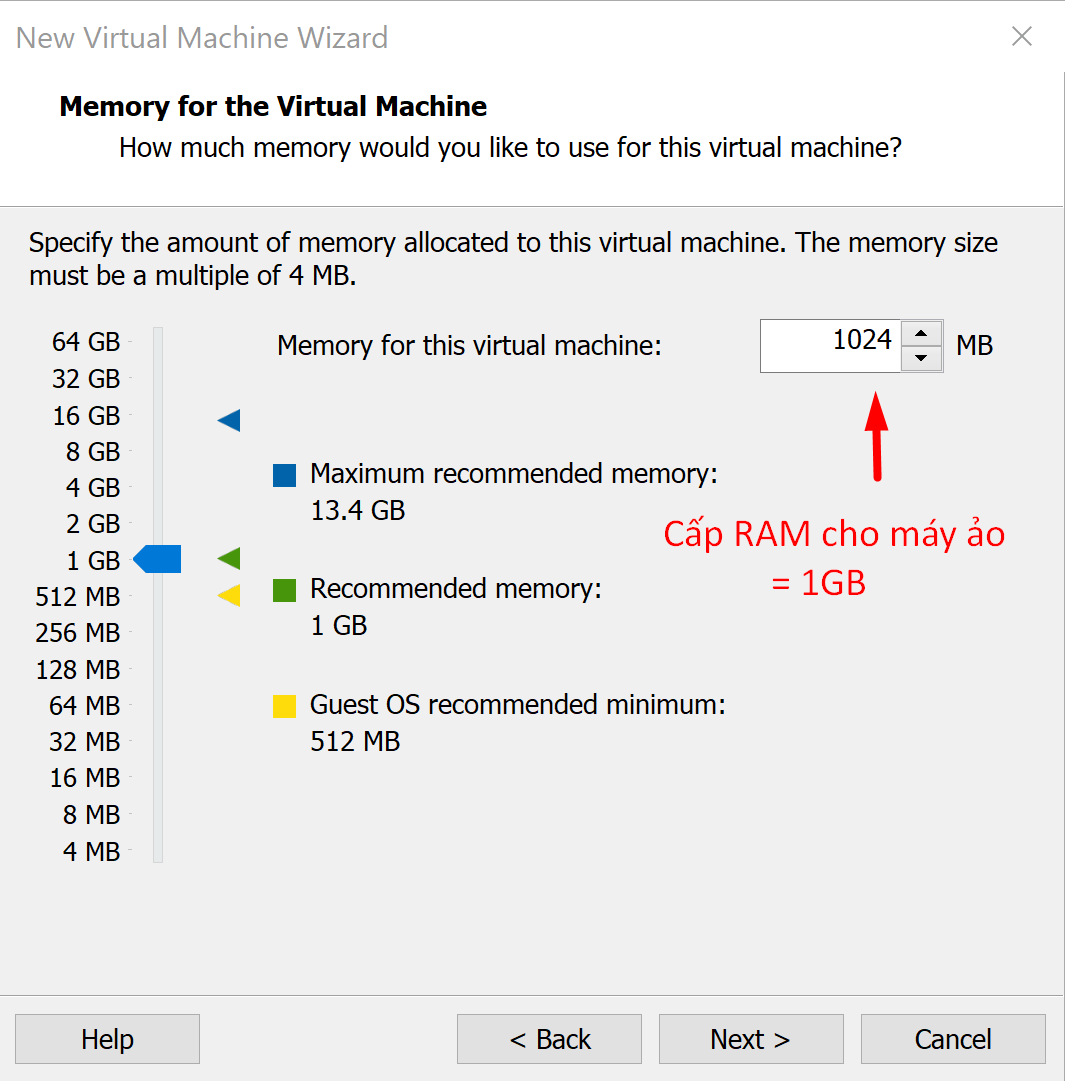 New Virtual Machine Wizard
Memory for the Virtual Machine
How much memory would you like to use for this virtual machine?
Specify the amount of memory allocated to this virtual machine. The memory size
must be a multiple of 4 MB.
64 GB
32 GB
16 GB
8 GB
4 GB
2 GB
1 GB
512 MB
256 MB
128 MB
64 MB
32 MB
16 MB
8 MB
4 MB
Memory for this virtual machine: 1024 MB
Maximum recommended memory:
13.4 GB
Cấp RAM cho máy ảo
= 1GB
Recommended memory:
1 GB
Guest OS recommended minimum:
512 MB
Help < Back Next > Cancel